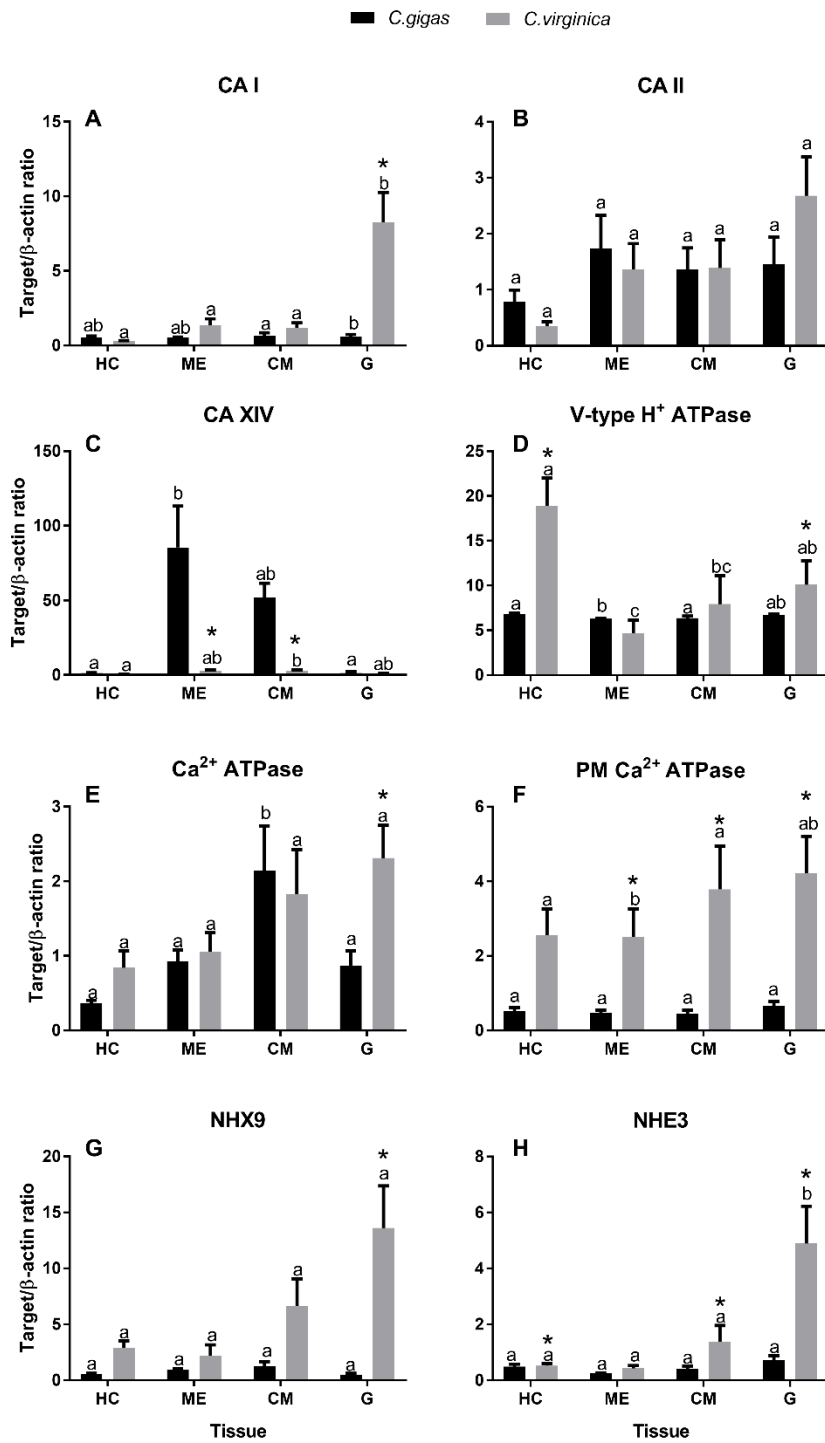 C.gigas C.virginica
CA I
A
15
10
5
0
Target/β-actin ratio
ab a ab a a a b * b
HC ME CM G
CA II
B
4
3
2
1
0
a a a a a a a a
HC ME CM G
CA XIV
C
150
100
50
0
Target/β-actin ratio
a a b * ab ab * b a ab
HC ME CM G
V-type H⁺ ATPase
D
25
20
15
10
5
0
a * a b c a bc ab * ab
HC ME CM G
Ca²⁺ ATPase
E
3
2
1
0
Target/β-actin ratio
a a a a b a a * a
HC ME CM G
PM Ca²⁺ ATPase
F
6
4
2
0
a a a * b a * a a * ab
HC ME CM G
NHX9
G
20
15
10
5
0
Target/β-actin ratio
a a a a a a a * a
HC ME CM G
Tissue
NHE3
H
8
6
4
2
0
a * a a a a * a a * b
HC ME CM G
Tissue